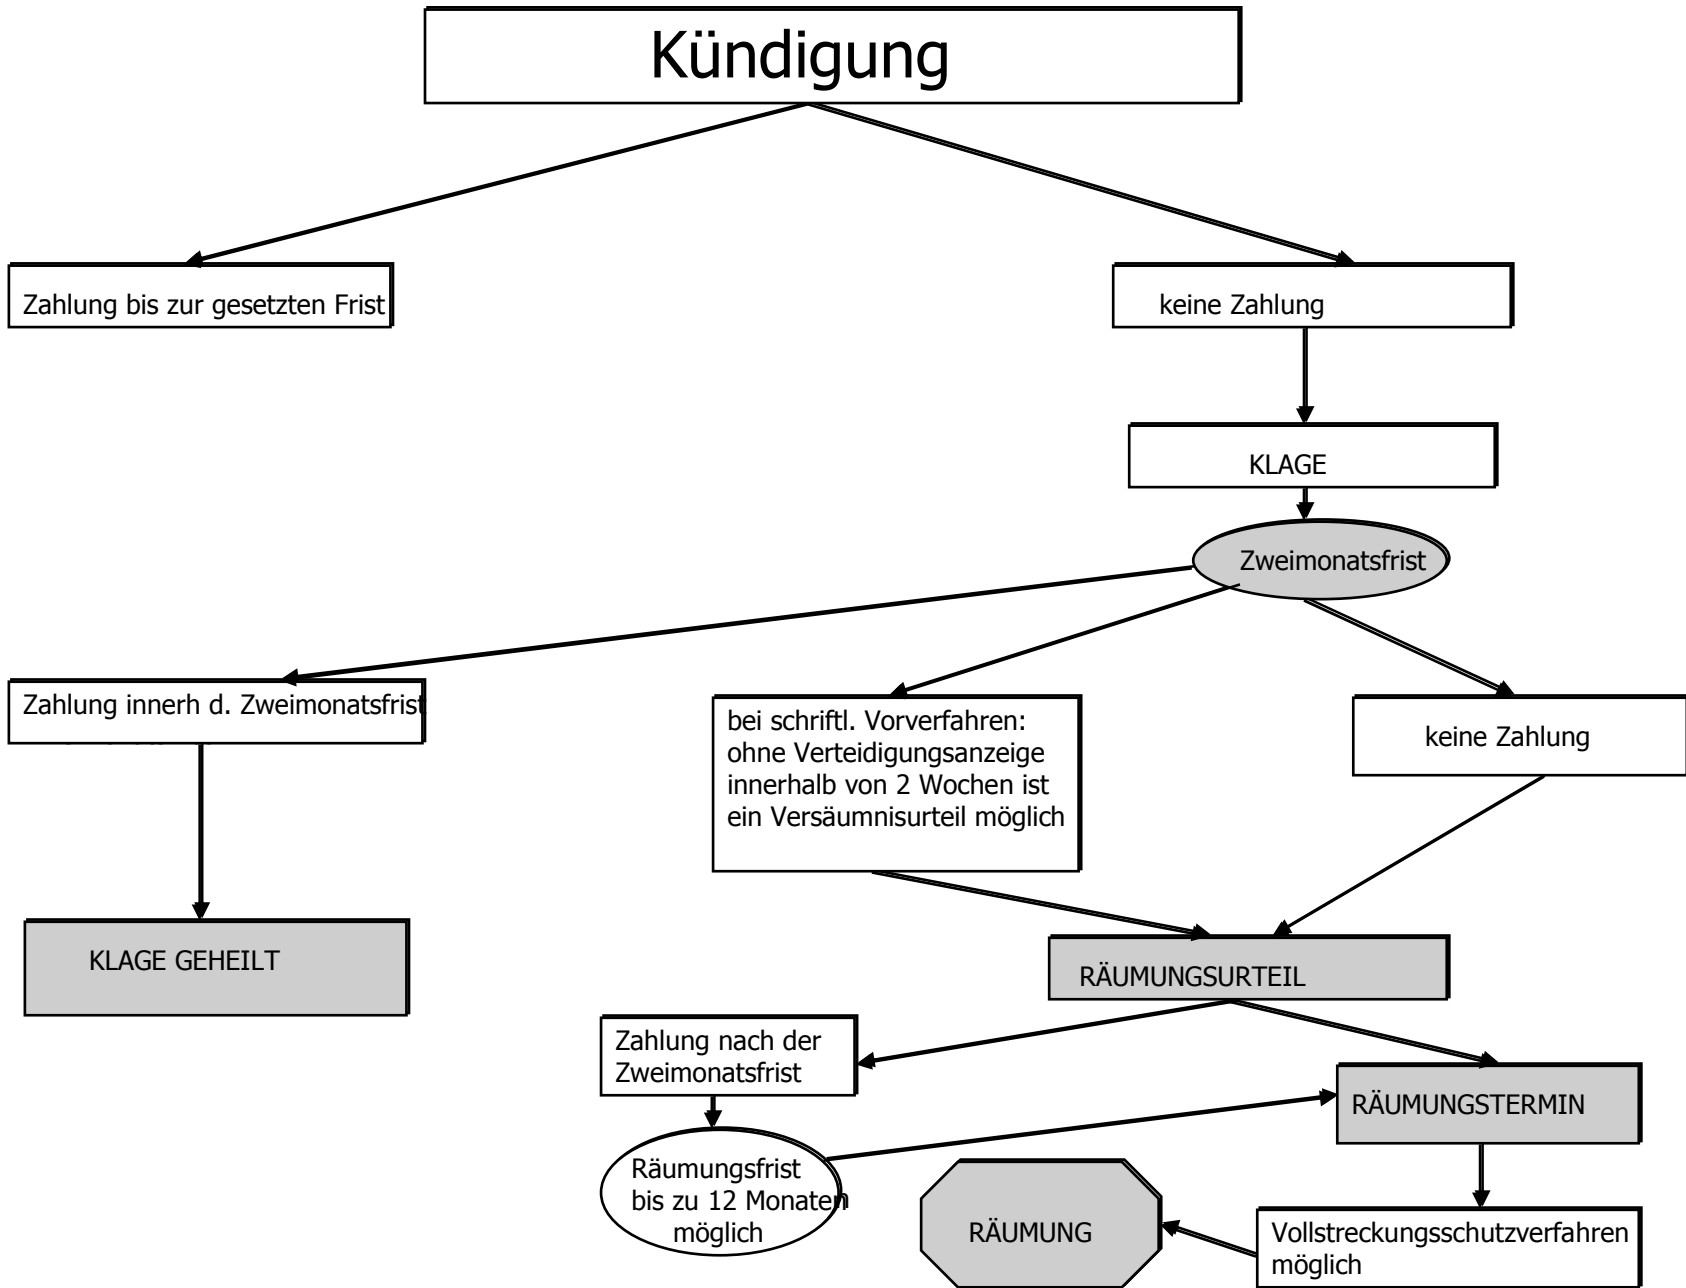 Kündigung
Zahlung bis zur gesetzten Frist
keine Zahlung
KLAGE
Zweimonatsfrist
Zahlung innerh d. Zweimonatsfrist
bei schriftl. Vorverfahren:
ohne Verteidigungsanzeige
innerhalb von 2 Wochen ist
ein Versäumnisurteil möglich
keine Zahlung
KLAGE GEHEILT
RÄUMUNGSURTEIL
Zahlung nach der
Zweimonatsfrist
RÄUMUNGSTERMIN
Räumungsfrist
bis zu 12 Monaten
möglich
RÄUMUNG
Vollstreckungsschutzverfahren
möglich